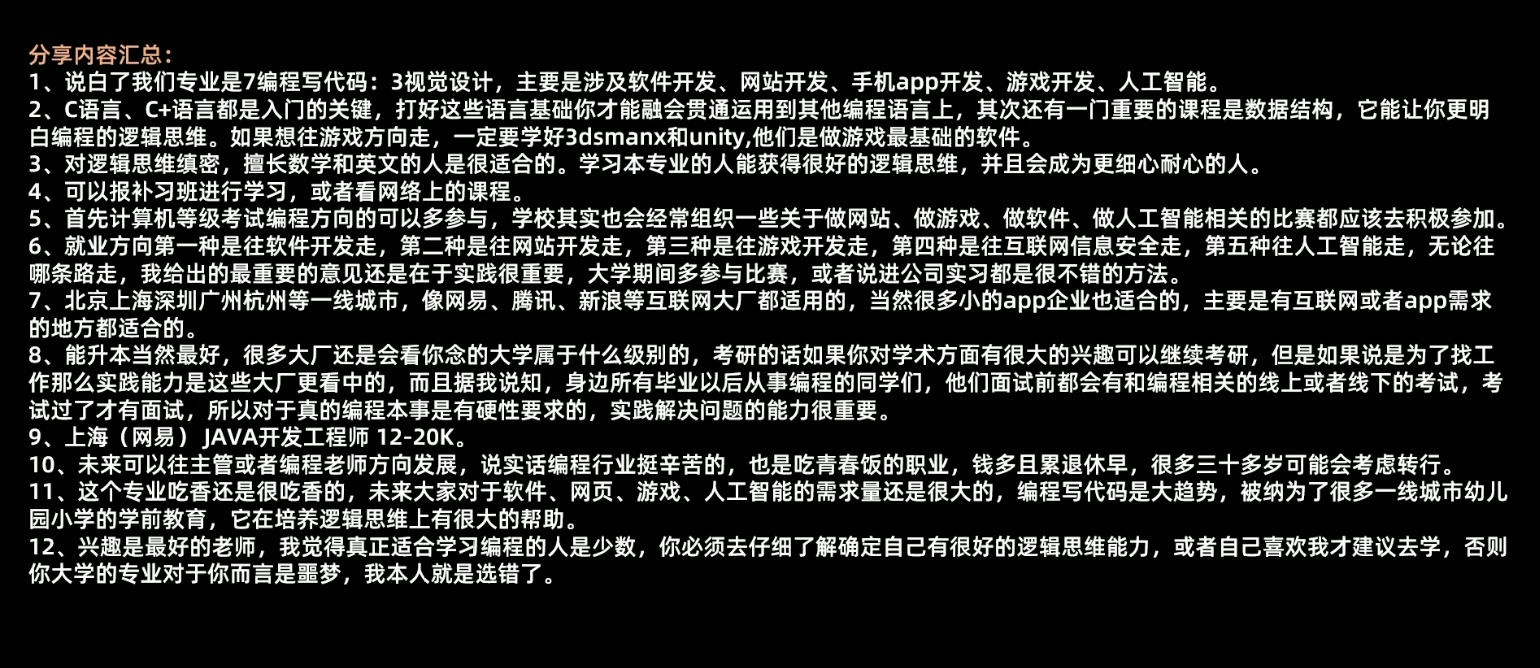 分享内容汇总：
1、说白了我们专业是7编程写代码：3视觉设计，主要是涉及软件开发、网站开发、手机app开发、游戏开发、人工智能。
2、C语言、C+语言都是入门的关键，打好这些语言基础你才能融会贯通运用到其他编程语言上，其次还有一门重要的课程是数据结构，它能让你更明
白编程的逻辑思维。如果想往游戏方向走，一定要学好3dsmanx和unity,他们是做游戏最基础的软件。
3、对逻辑思维缜密，擅长数学和英文的人是很适合的。学习本专业的人能获得很好的逻辑思维，并且会成为更细心耐心的人。
4、可以报补习班进行学习，或者看网络上的课程。
5、首先计算机等级考试编程方向的可以多参与，学校其实也会经常组织一些关于做网站、做游戏、做软件、做人工智能相关的比赛都应该去积极参加。
6、就业方向第一种是往软件开发走，第二种是往网站开发走，第三种是往游戏开发走，第四种是往互联网信息安全走，第五种往人工智能走，无论往
哪条路走，我给出的最重要的意见还是在于实践很重要，大学期间多参与比赛，或者说进公司实习都是很不错的方法。
7、北京上海深圳广州杭州等一线城市，像网易、腾讯、新浪等互联网大厂都适用的，当然很多小的app企业也适合的，主要是有互联网或者app需求
的地方都适合的。
8、能升本当然最好，很多大厂还是会看你念的大学属于什么级别的，考研的话如果你对学术方面有很大的兴趣可以继续考研，但是如果说是为了找工
作那么实践能力是这些大厂更看中的，而且据我说知，身边所有毕业以后从事编程的同学们，他们面试前都会有和编程相关的线上或者线下的考试，考
试过了才有面试，所以对于真的编程本事是有硬性要求的，实践解决问题的能力很重要。
9、上海（网易） JAVA开发工程师 12-20K。
10、未来可以往主管或者编程老师方向发展，说实话编程行业挺辛苦的，也是吃青春饭的职业，钱多且累退休早，很多三十多岁可能会考虑转行。
11、这个专业吃香还是很吃香的，未来大家对于软件、网页、游戏、人工智能的需求量还是很大的，编程写代码是大趋势，被纳为了很多一线城市幼儿
园小学的学前教育，它在培养逻辑思维上有很大的帮助。
12、兴趣是最好的老师，我觉得真正适合学习编程的人是少数，你必须去仔细了解确定自己有很好的逻辑思维能力，或者自己喜欢我才建议去学，否则
你大学的专业对于你而言是噩梦，我本人就是选错了。